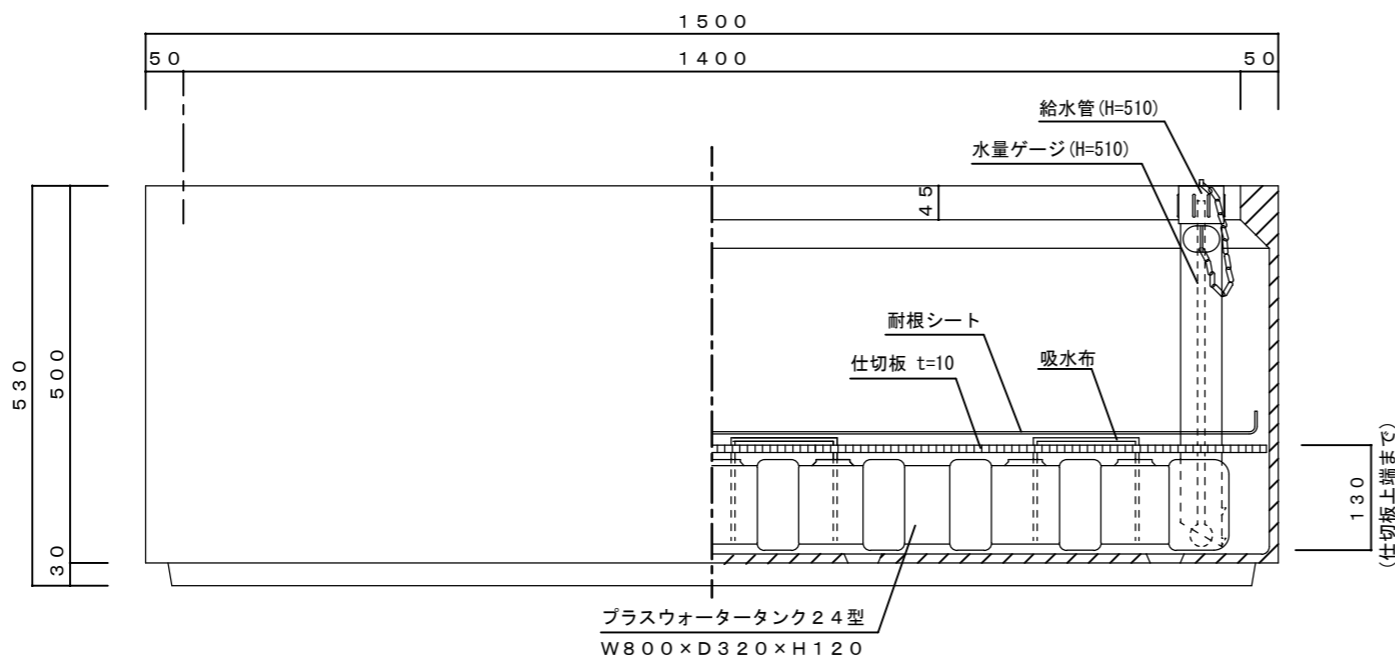 1500
50
1400
50
給水管(H=510)
水量ゲージ(H=510)
45
耐根シート
仕切板 t=10
吸水布
530
500
30
130
(仕切板上端まで)
プラスウォータータンク２４型
W800×D320×H120